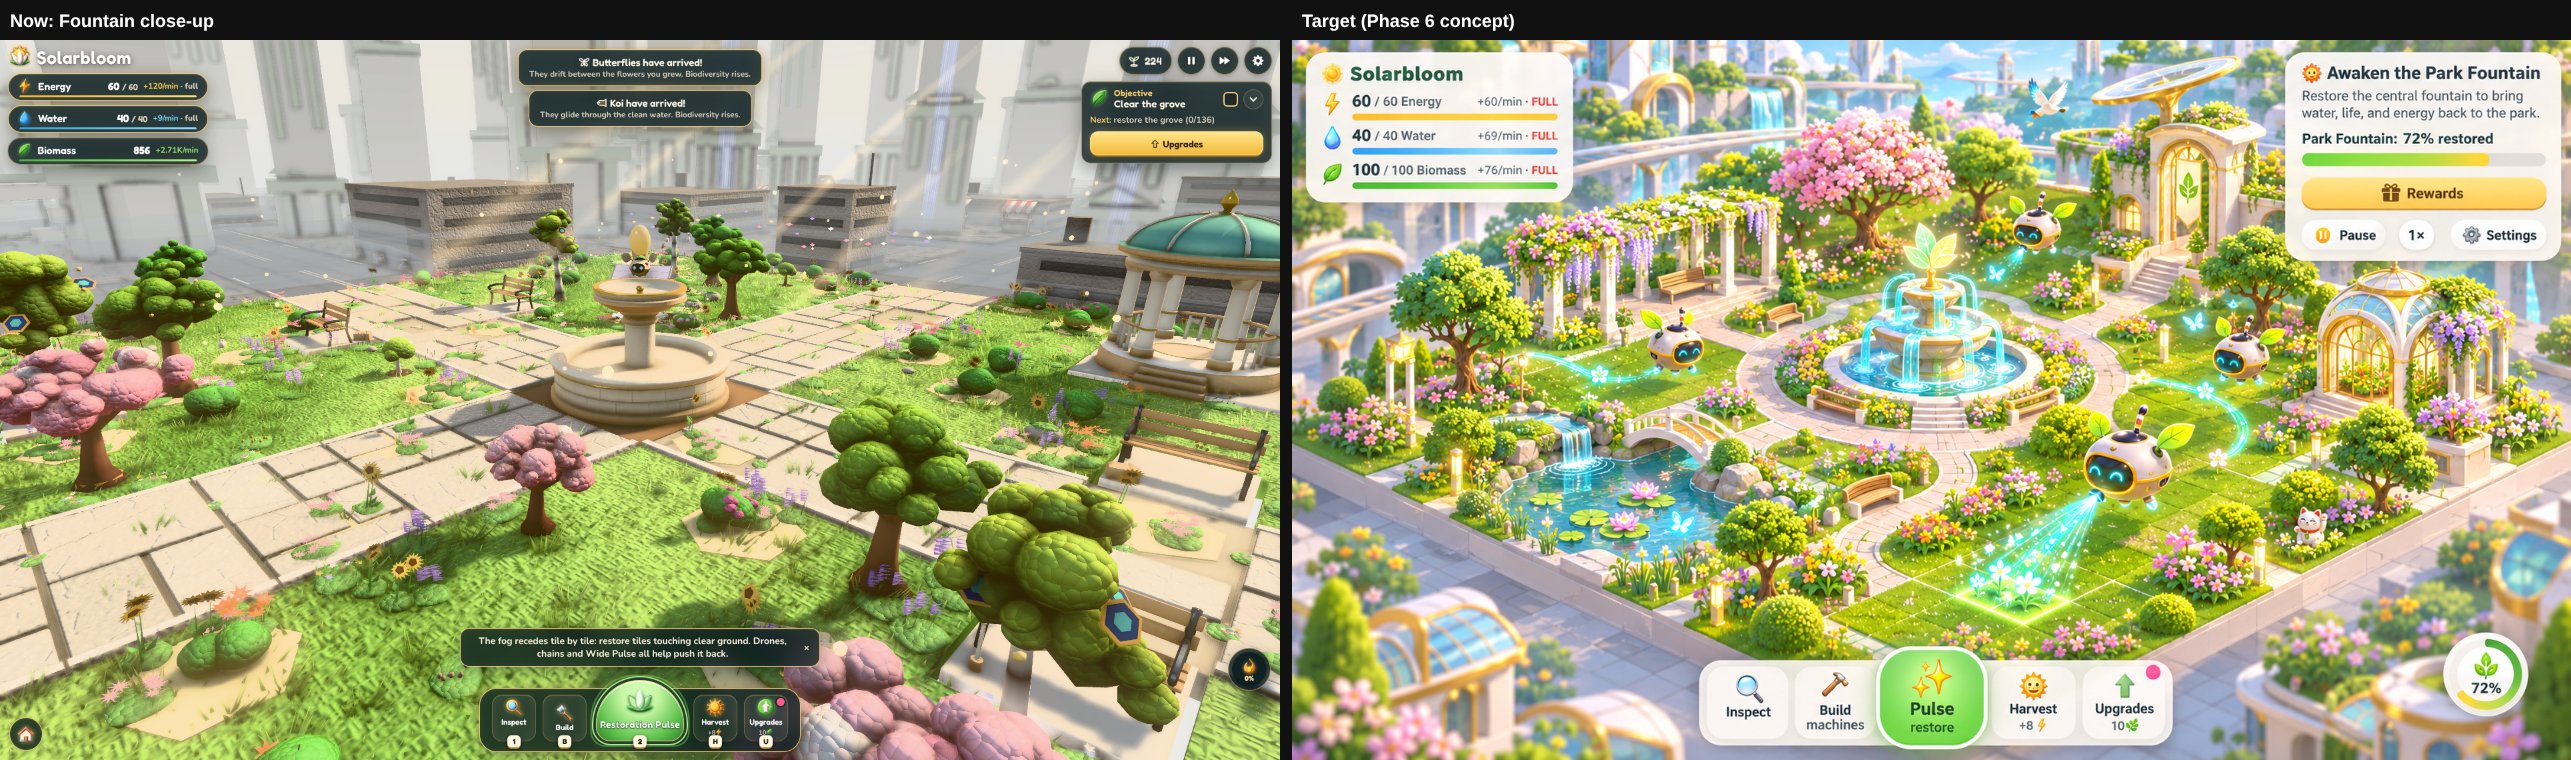 Now: Fountain close-up
Solarbloom
Energy 60 / 60 +120/min · full
Water 40 / 40 +9/min · full
Biomass 856 +2.71K/min
Butterflies have arrived!
They drift between the flowers you grew. Biodiversity rises.
Koi have arrived!
They glide through the clean water. Biodiversity rises.
224
Objective
Clear the grove
Next: restore the grove (0/136)
Upgrades
The fog recedes tile by tile: restore tiles touching clear ground. Drones,
chains and Wide Pulse all help push it back.
×
Inspect
1
Build
B
Restoration Pulse
2
Harvest
+8
H
Upgrades
10
U
0%
Target (Phase 6 concept)
Solarbloom
60 / 60 Energy +60/min · FULL
40 / 40 Water +69/min · FULL
100 / 100 Biomass +76/min · FULL
Awaken the Park Fountain
Restore the central fountain to bring
water, life, and energy back to the park.
Park Fountain: 72% restored
Rewards
Pause
1×
Settings
Inspect
Build
machines
Pulse
restore
Harvest
+8
Upgrades
10
72%